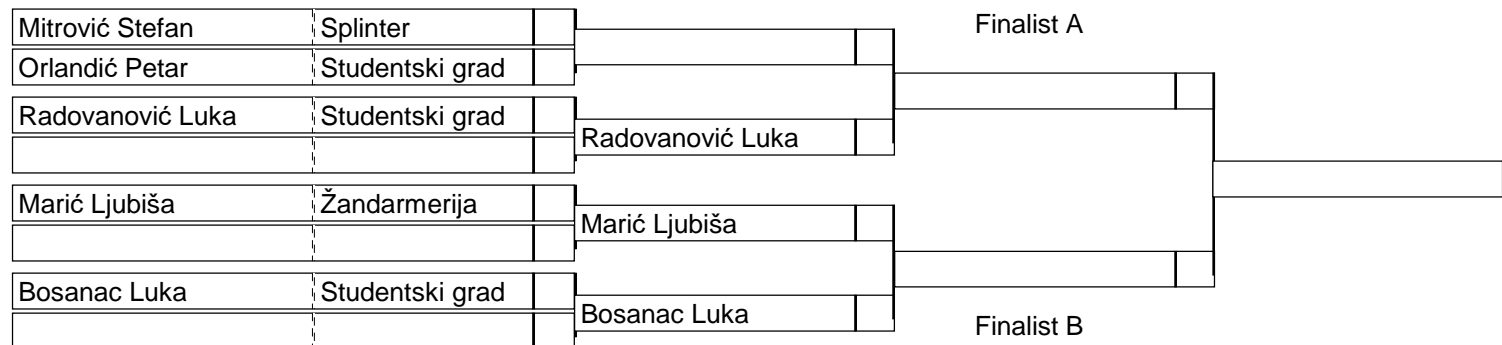 Mitrović Stefan Splinter
Finalist A
Orlandić Petar Studentski grad
Radovanović Luka Studentski grad
Radovanović Luka
Marić Ljubiša Žandarmerija
Marić Ljubiša
Bosanac Luka Studentski grad
Bosanac Luka
Finalist B